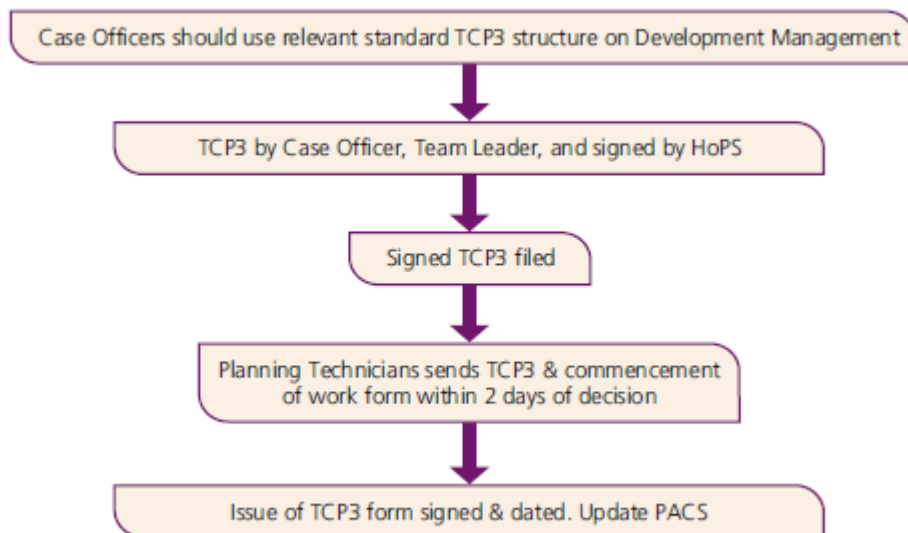 Case Officers should use relevant standard TCP3 structure on Development Management
TCP3 by Case Officer, Team Leader, and signed by HoPS
Signed TCP3 filed
Planning Technicians sends TCP3 & commencement
of work form within 2 days of decision
Issue of TCP3 form signed & dated. Update PACS